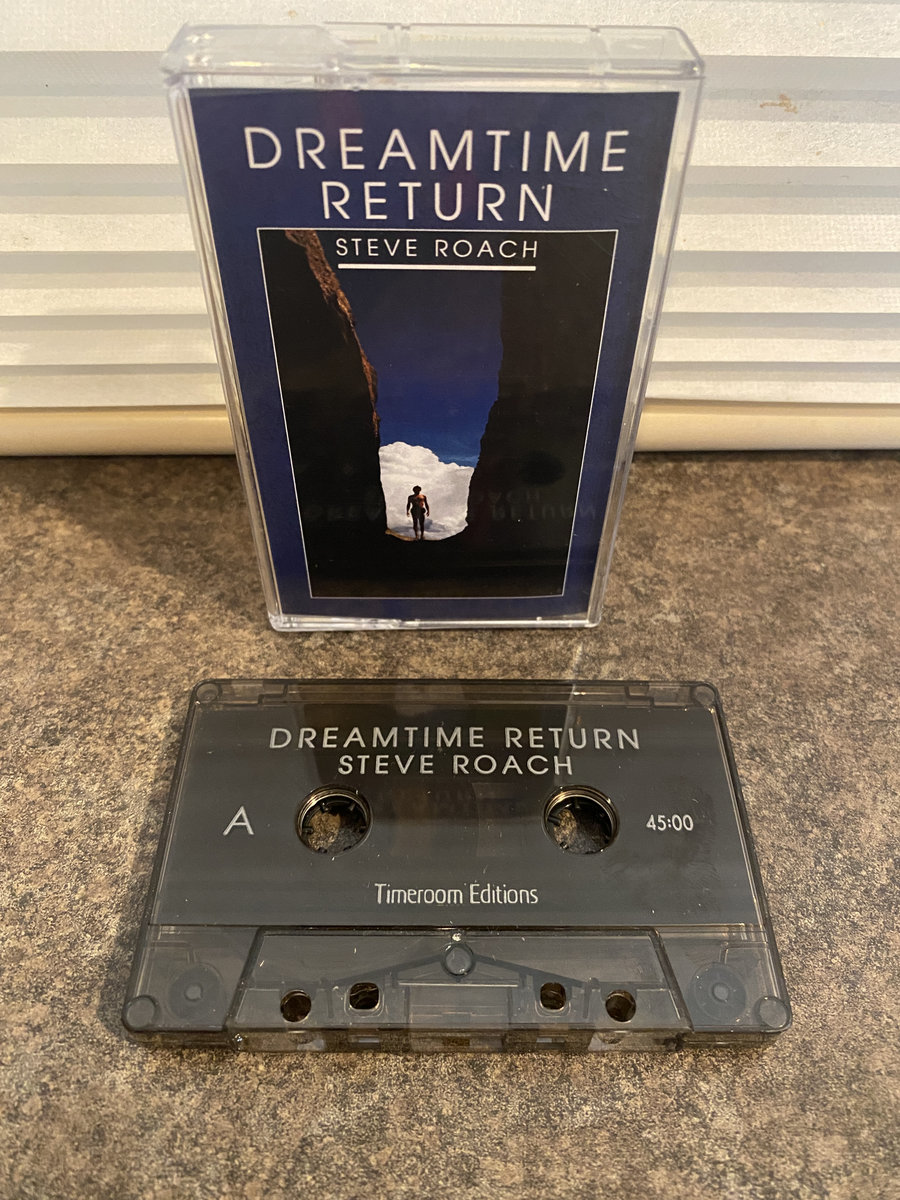 DREAMTIME
RETURN
STEVE ROACH
DREAMTIME RETURN
STEVE ROACH
A
45:00
Timeroom Editions